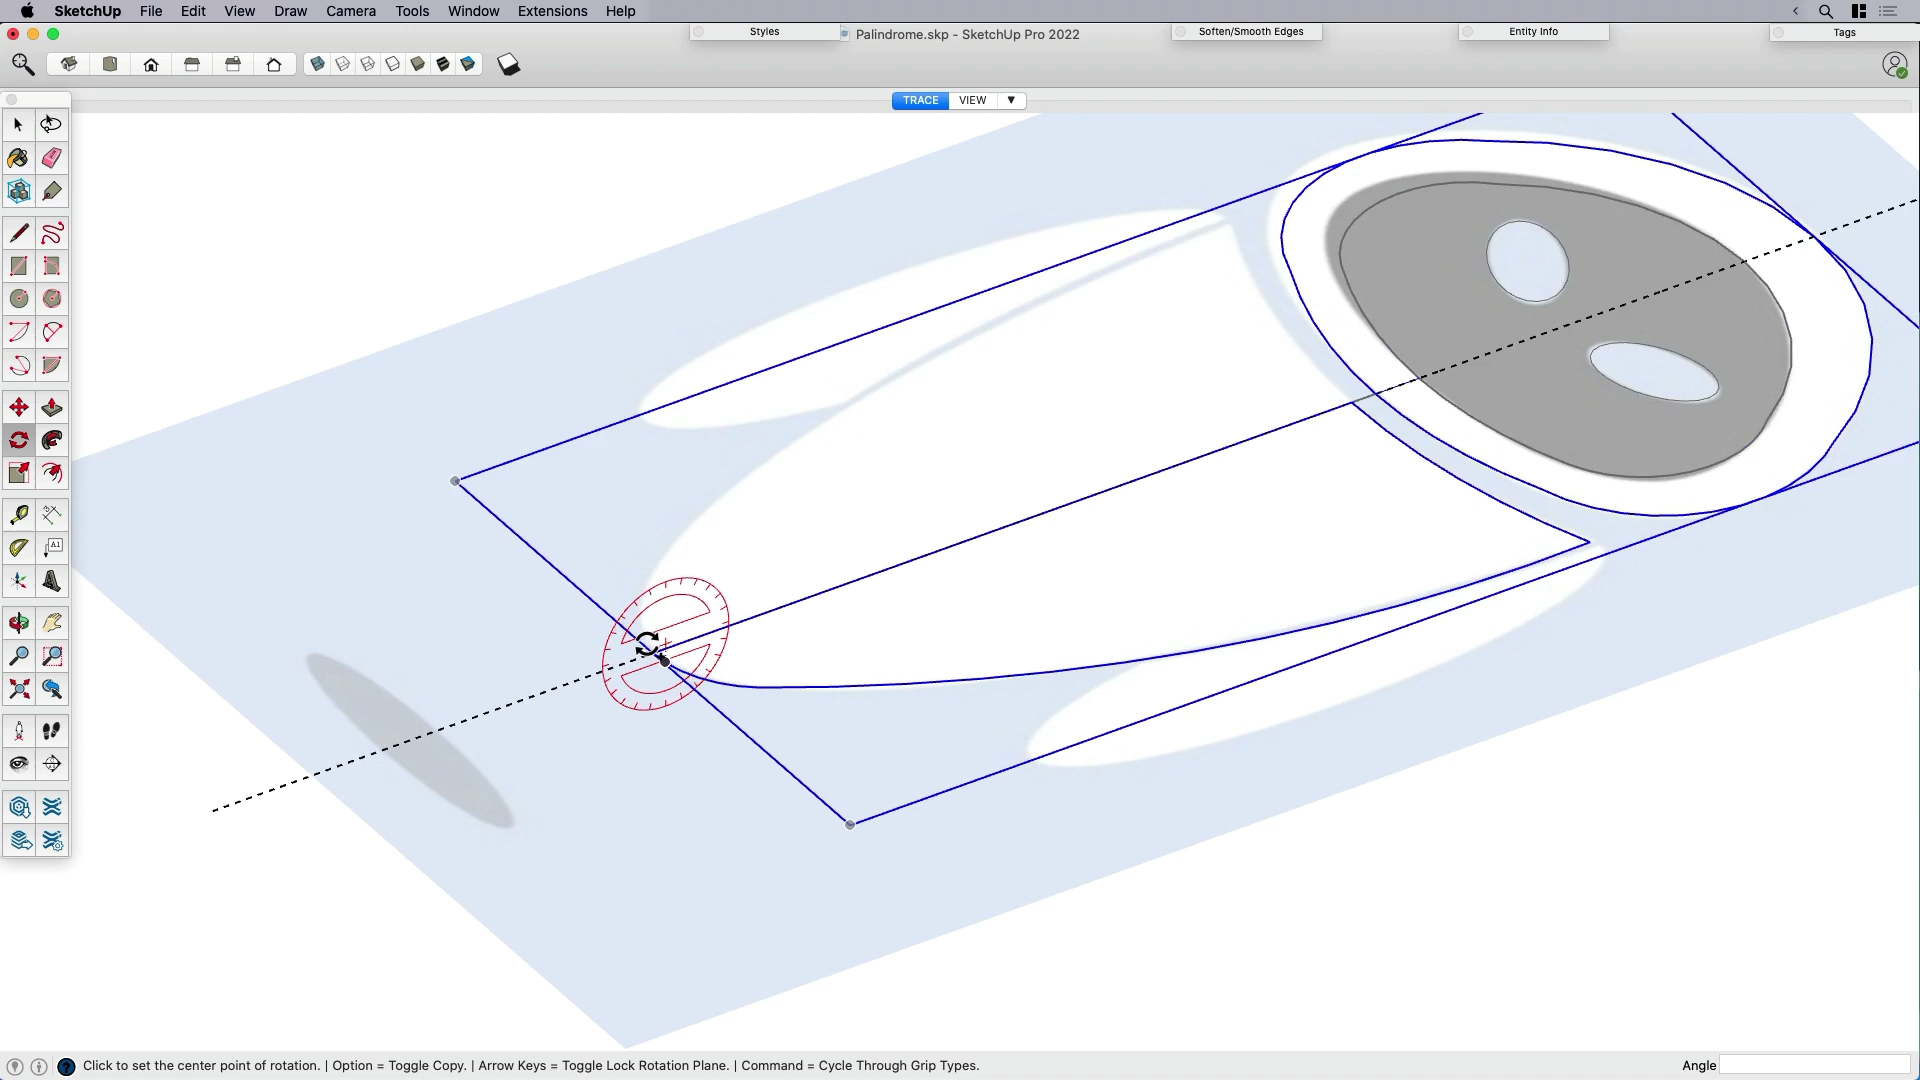 SketchUp File Edit View Draw Camera Tools Window Extensions Help
Styles
Palindrome.skp - SketchUp Pro 2022
Soften/Smooth Edges
Entity Info
Tags
TRACE VIEW
A1
Click to set the center point of rotation. | Option = Toggle Copy. | Arrow Keys = Toggle Lock Rotation Plane. | Command = Cycle Through Grip Types.
Angle